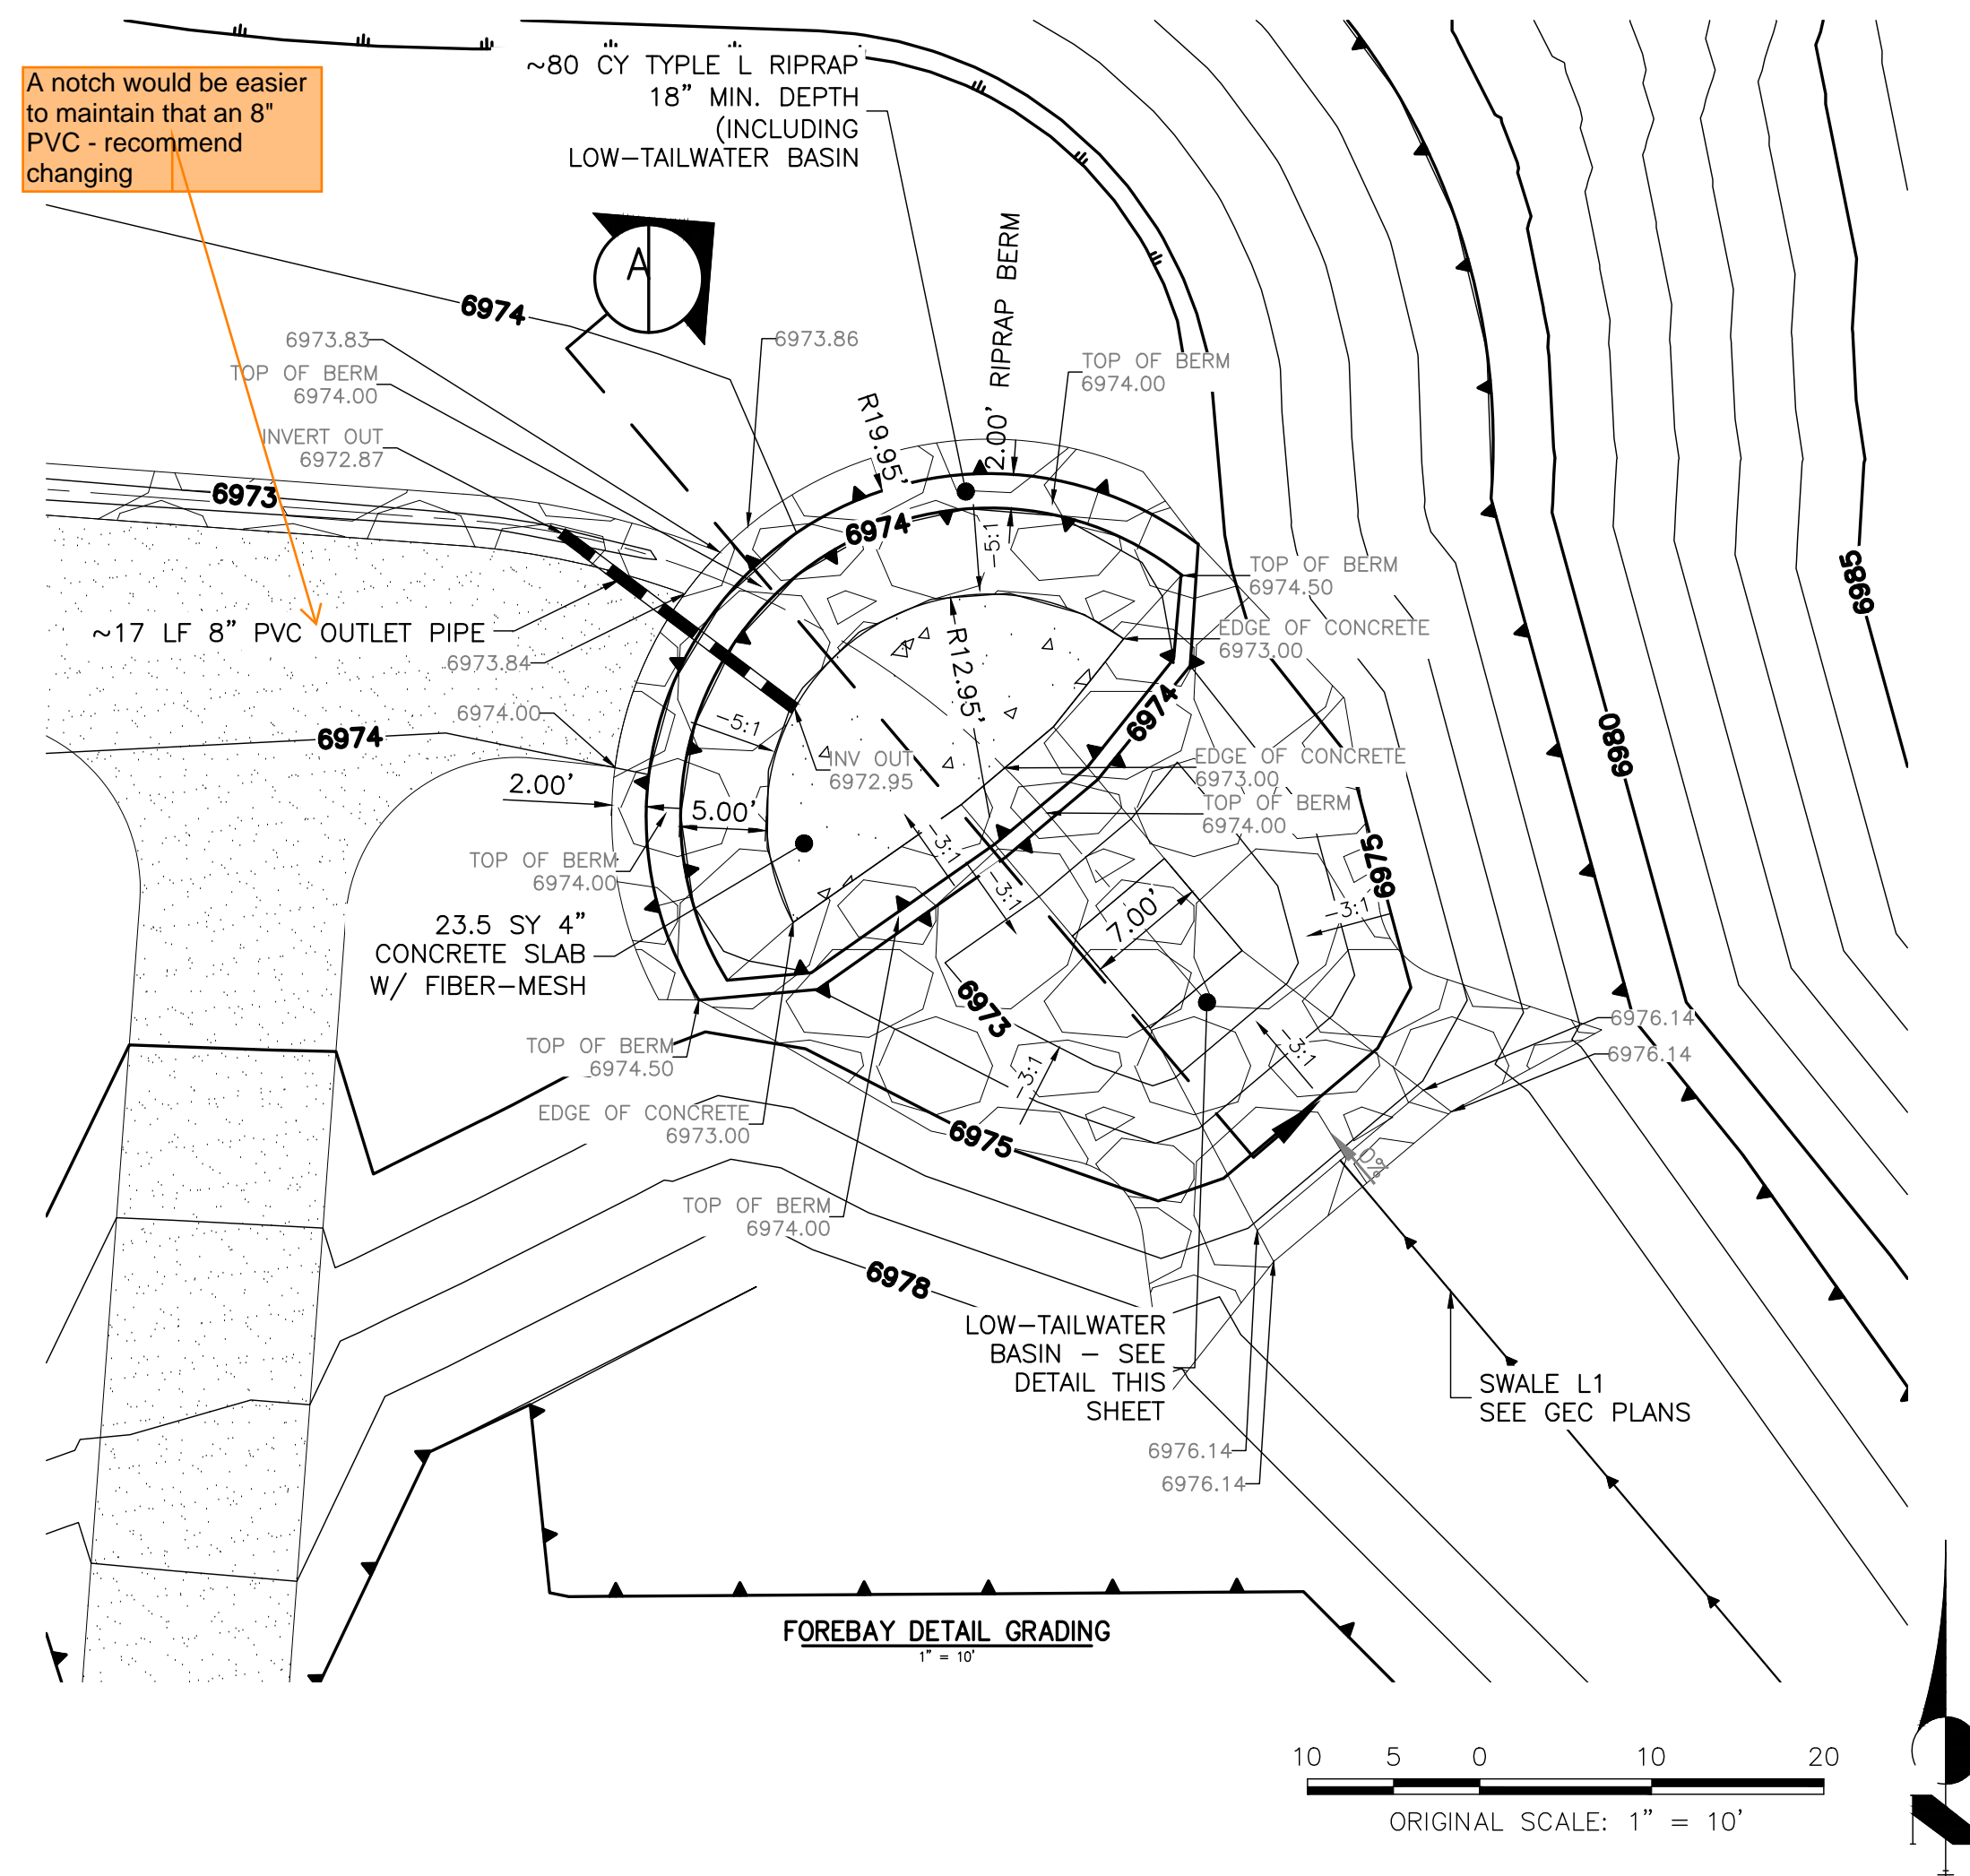 A notch would be easier
to maintain that an 8"
PVC - recommend
changing
~80 CY TYPLE L RIPRAP
18" MIN. DEPTH
(INCLUDING
LOW-TAILWATER BASIN
A
6974
6973.83
TOP OF BERM
6974.00
INVERT OUT
6972.87
6973
6973.86
R19.95'
2.00' RIPRAP BERM
TOP OF BERM
6974.00
6974
-5:1
TOP OF BERM
6974.50
EDGE OF CONCRETE
6973.00
6985
~17 LF 8" PVC OUTLET PIPE
6973.84
R12.95'
6974.00
6974
-5:1
6974
INV OUT
6972.95
EDGE OF CONCRETE
6973.00
TOP OF BERM
6974.00
6980
2.00'
5.00'
TOP OF BERM
6974.00
-3:1
-3:1
7.00'
-3:1
6975
23.5 SY 4"
CONCRETE SLAB
W/ FIBER-MESH
6973
-3:1
-3:1
6976.14
6976.14
TOP OF BERM
6974.50
EDGE OF CONCRETE
6973.00
6975
0%
TOP OF BERM
6974.00
6978
LOW-TAILWATER
BASIN - SEE
DETAIL THIS
SHEET
SWALE L1
SEE GEC PLANS
6976.14
6976.14
FOREBAY DETAIL GRADING
1" = 10'
10 5 0 10 20
ORIGINAL SCALE: 1" = 10'
N